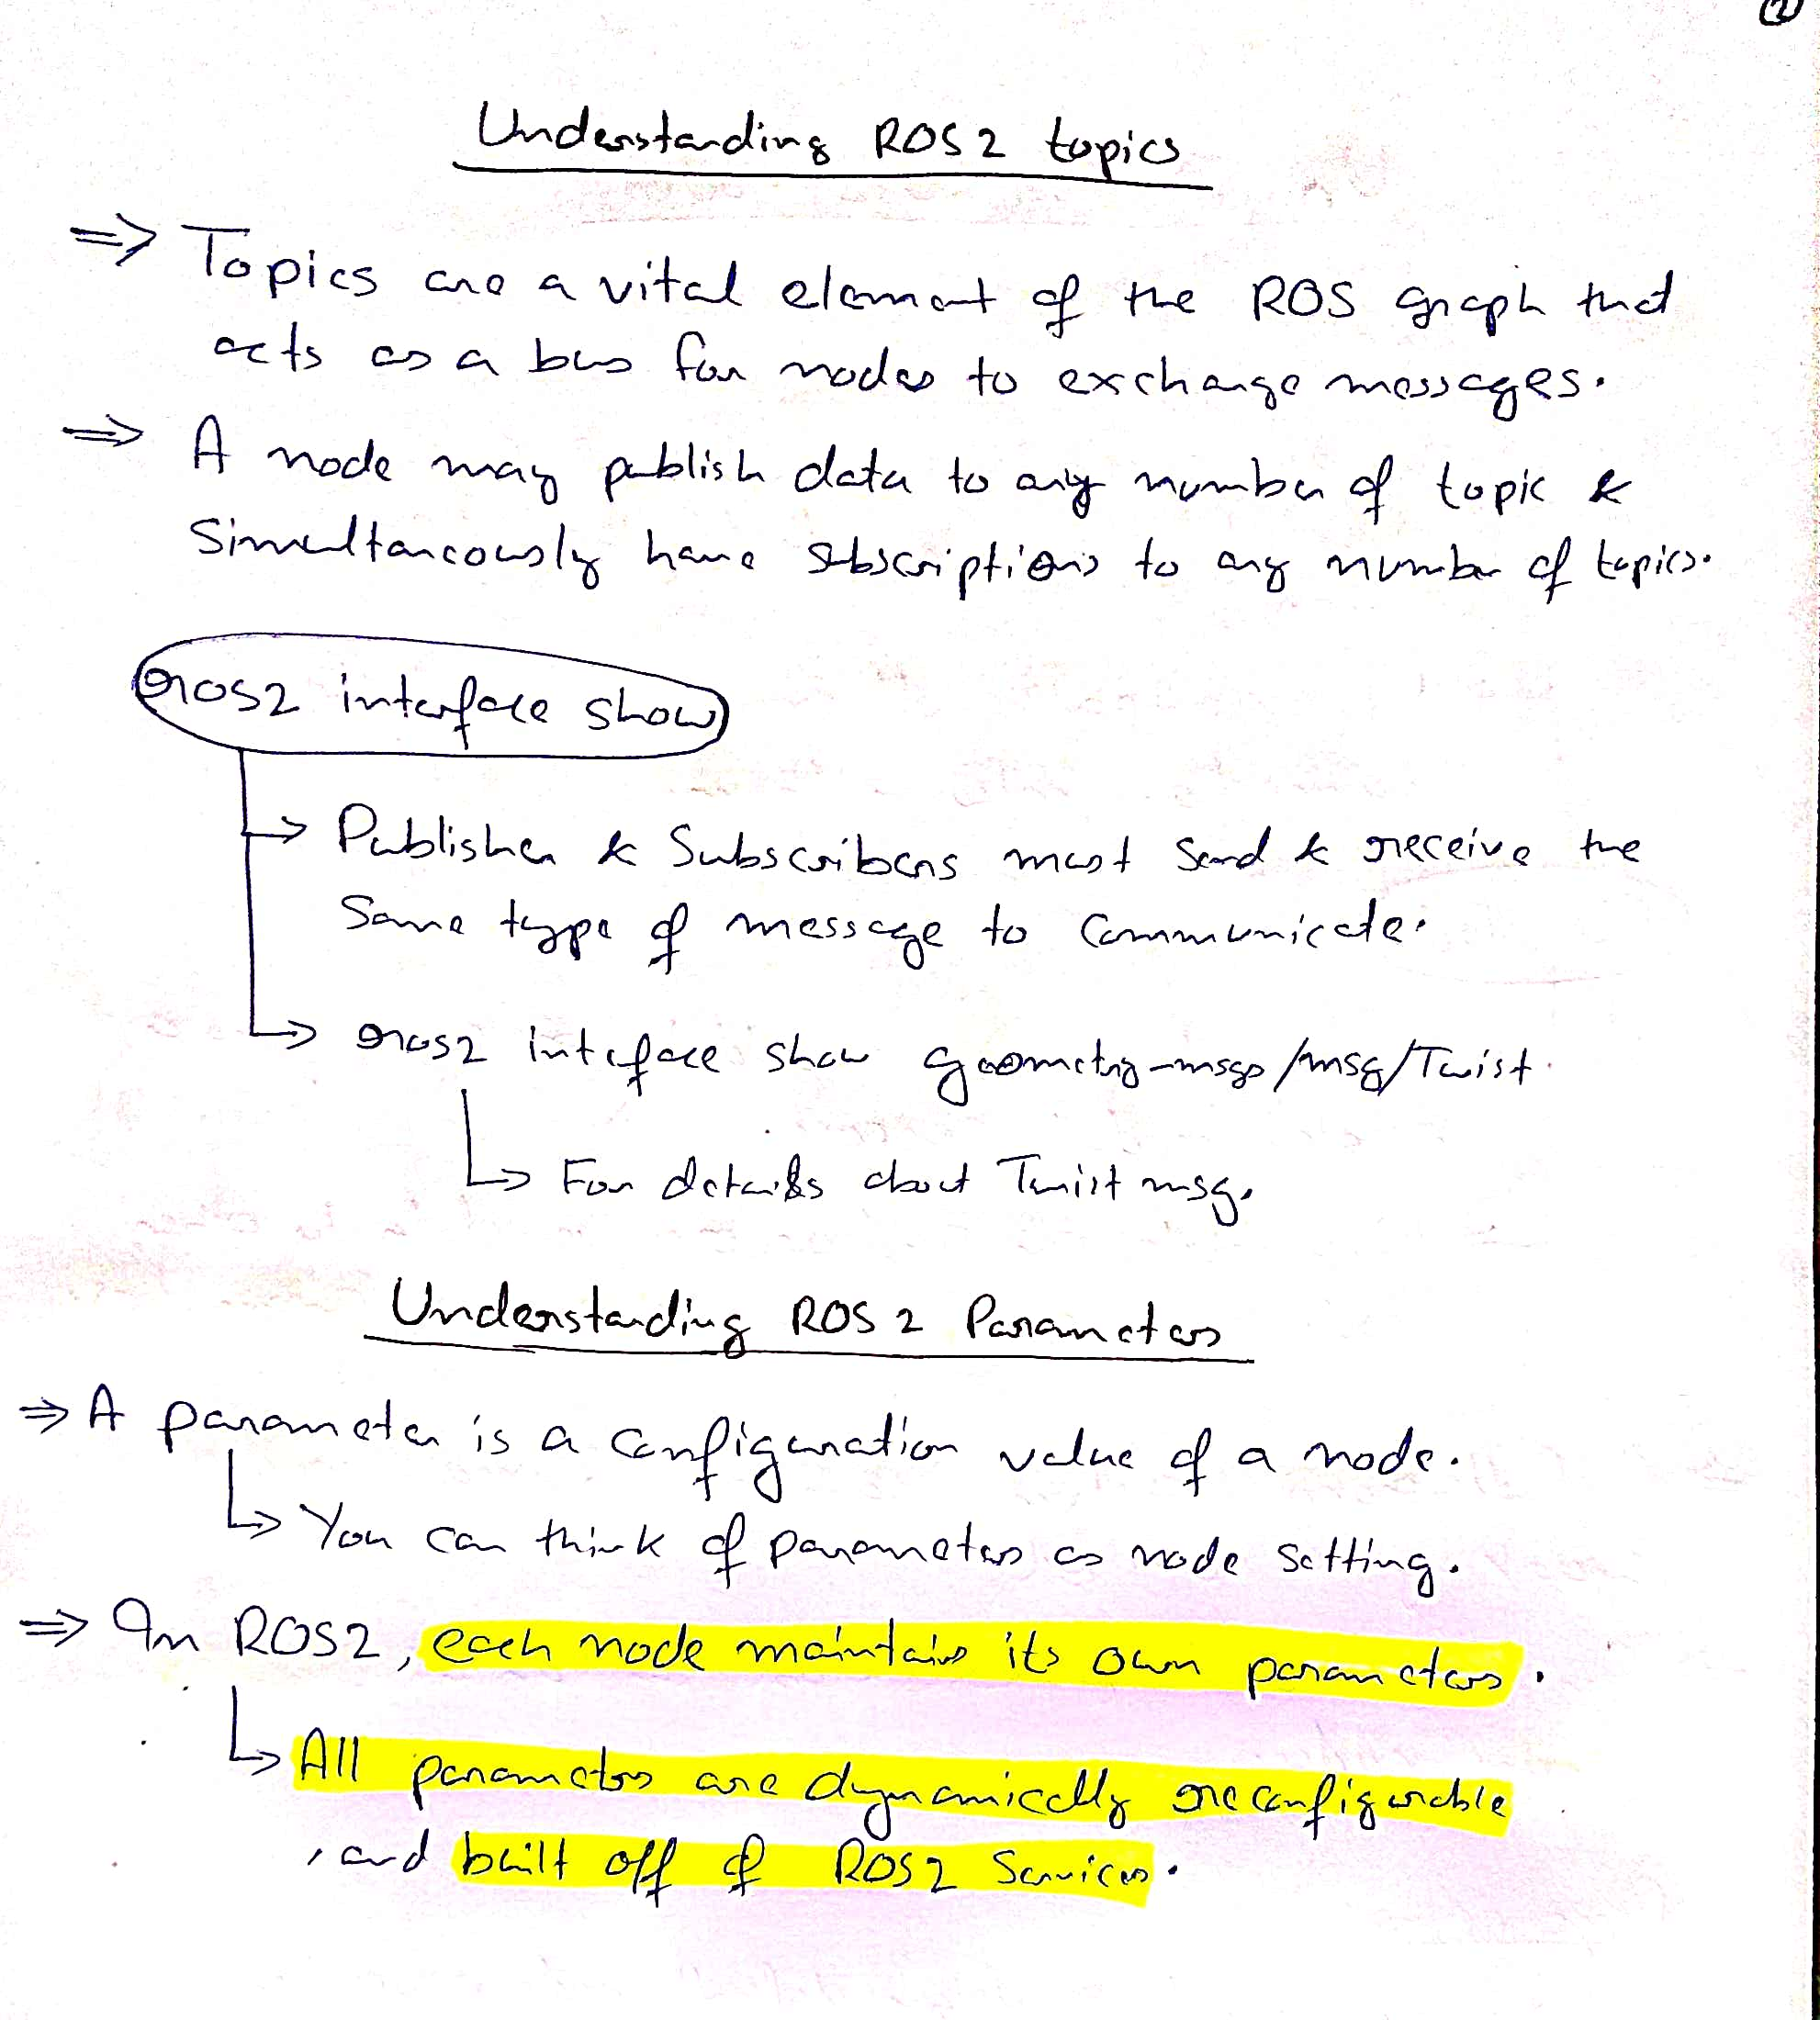 2
Understanding ROS2 topics
⇒ Topics are a vital element of the ROS graph that
acts as a bus for nodes to exchange messages.
⇒ A node may publish data to any number of topic &
Simultaneously have subscriptions to any number of topics.
ros2 interface show
→ Publisher & Subscribers must send & receive the
Same type of message to Communicate.
→ ros2 inteface show geometry-msgs/msg/Twist.
↳ For details about Twist msg.
Understanding ROS 2 Parameters
⇒ A parameter is a Configuration value of a node.
↳ You can think of parameters as node setting.
⇒ In ROS2, each node maintains its own parameters.
↳ All parameters are dynamically reconfigurable
, and built off of ROS2 Services.